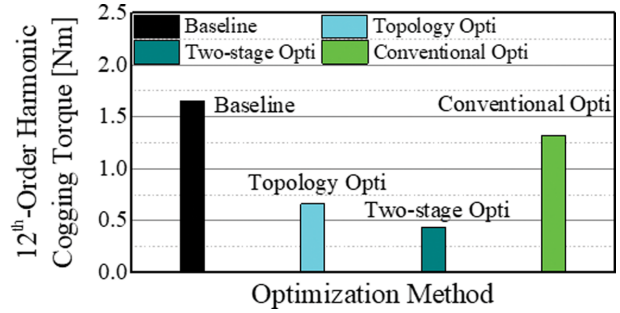 12th-Order Harmonic
Cogging Torque [Nm]
2.5
2.0
1.5
1.0
0.5
0.0
Baseline
Topology Opti
Two-stage Opti
Conventional Opti
Baseline
Topology Opti
Two-stage Opti
Conventional Opti
Optimization Method